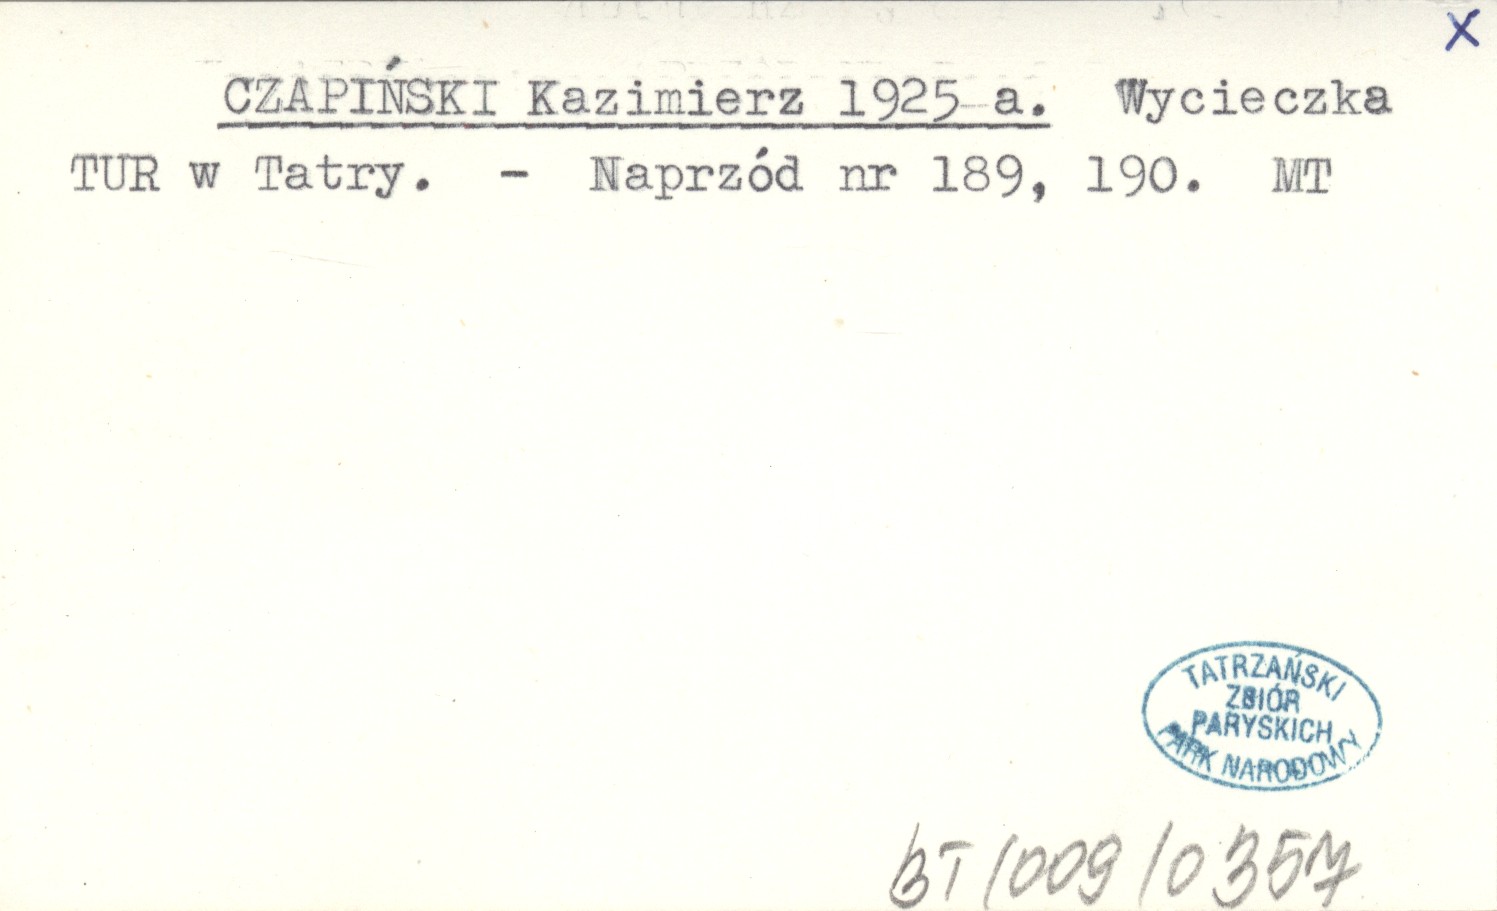 x
CZAPIŃSKI Kazimierz 1925 a. Wycieczka
TUR w Tatry. - Naprzód nr 189, 190. MT
TATRZAŃSKI
ZBIÓR
PARYSKICH
PARK NARODOWY
BT/009/0357